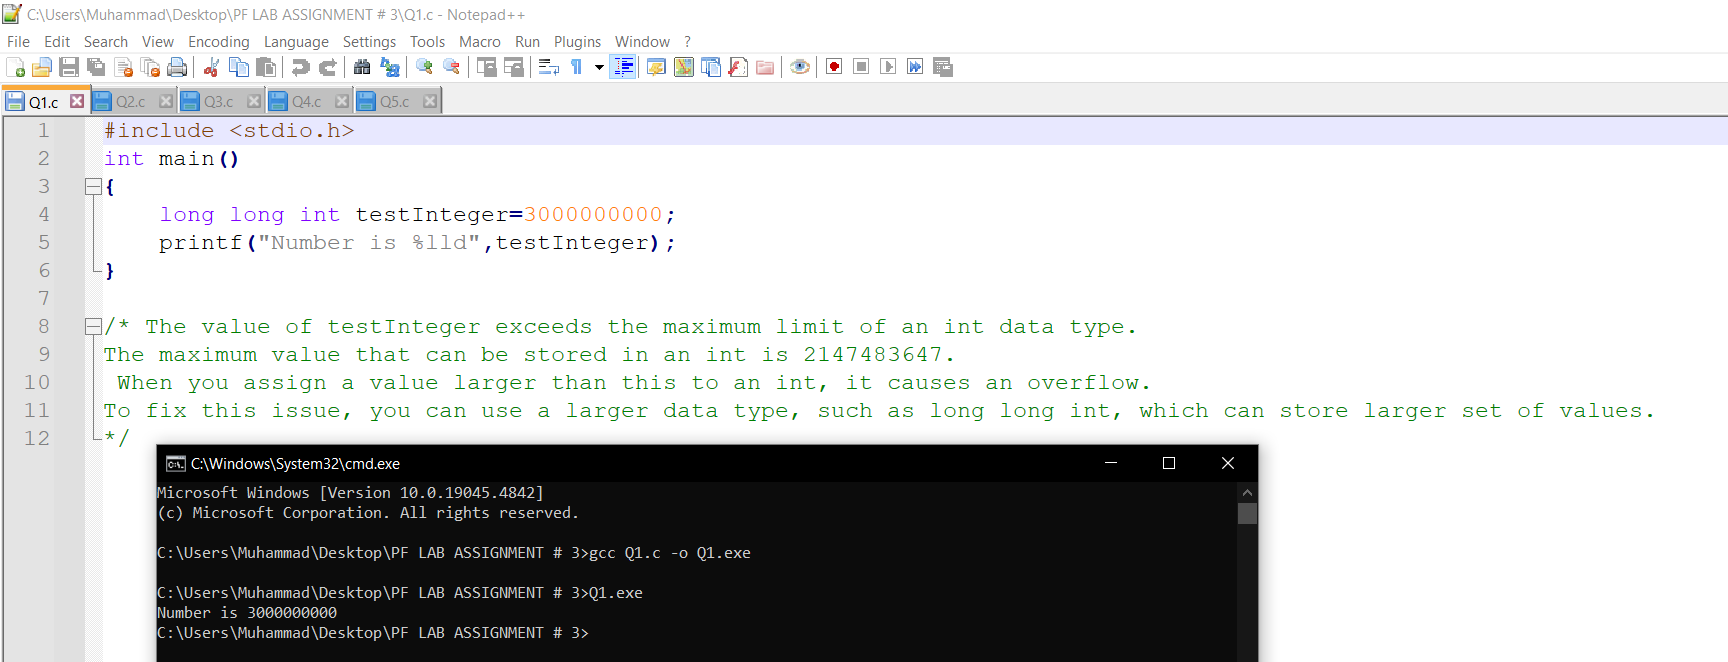 C:\Users\Muhammad\Desktop\PF LAB ASSIGNMENT # 3\Q1.c - Notepad++
File Edit Search View Encoding Language Settings Tools Macro Run Plugins Window ?
Q1.c Q2.c Q3.c Q4.c Q5.c
1 #include <stdio.h>
2 int main()
3 {
4 long long int testInteger=3000000000;
5 printf("Number is %lld",testInteger);
6 }
7
8 /* The value of testInteger exceeds the maximum limit of an int data type.
9 The maximum value that can be stored in an int is 2147483647.
10 When you assign a value larger than this to an int, it causes an overflow.
11 To fix this issue, you can use a larger data type, such as long long int, which can store larger set of values.
12 */
C:\Windows\System32\cmd.exe
Microsoft Windows [Version 10.0.19045.4842]
(c) Microsoft Corporation. All rights reserved.
C:\Users\Muhammad\Desktop\PF LAB ASSIGNMENT # 3>gcc Q1.c -o Q1.exe
C:\Users\Muhammad\Desktop\PF LAB ASSIGNMENT # 3>Q1.exe
Number is 3000000000
C:\Users\Muhammad\Desktop\PF LAB ASSIGNMENT # 3>